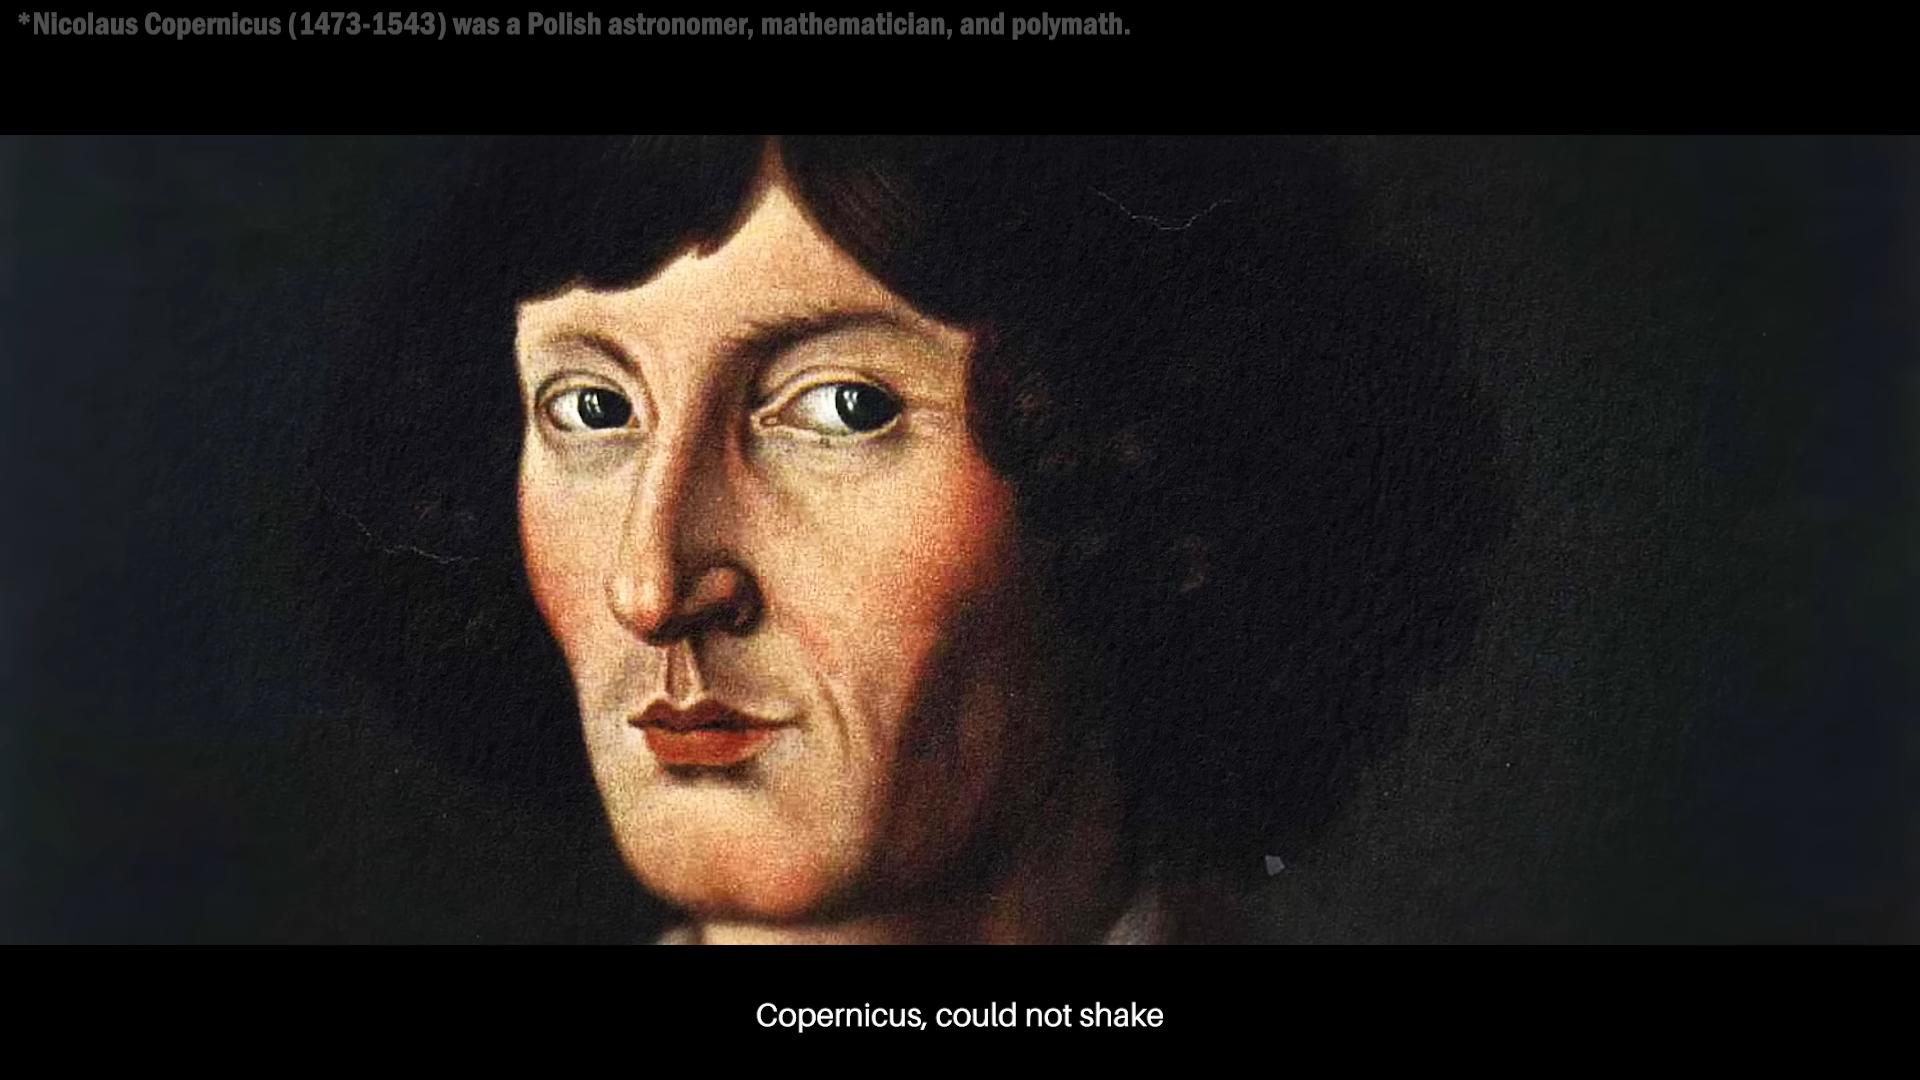 *Nicolaus Copernicus (1473-1543) was a Polish astronomer, mathematician, and polymath.
Copernicus, could not shake